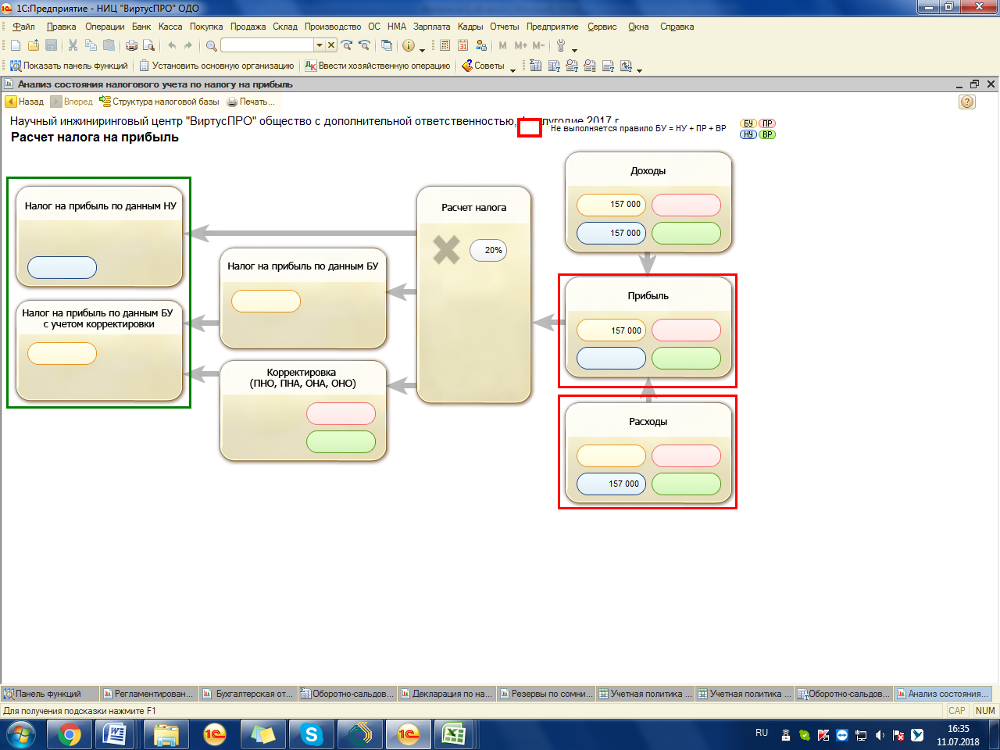 1С:Предприятие - НИЦ "ВиртусПРО" ОДО
Файл Правка Операции Банк Касса Покупка Продажа Склад Производство ОС НМА Зарплата Кадры Отчеты Предприятие Сервис Окна Справка
M M+ M-
Показать панель функций Установить основную организацию Ввести хозяйственную операцию Советы
Анализ состояния налогового учета по налогу на прибыль
Назад Вперед Структура налоговой базы Печать...
Научный инжиниринговый центр "ВиртусПРО" общество с дополнительной ответственностью, 2017 г
Не выполняется правило БУ = НУ + ПР + ВР
БУ ПР
НУ ВР
Расчет налога на прибыль
Доходы
157 000
157 000
Налог на прибыль по данным НУ
Расчет налога
20%
Налог на прибыль по данным БУ
Прибыль
157 000
Налог на прибыль по данным БУ
с учетом корректировки
Корректировка
(ПНО, ПНА, ОНА, ОНО)
Расходы
157 000
Панель функций Регламентирован... Бухгалтерская от... Оборотно-сальдов... Декларация по на... Резервы по сомни... Учетная политика ... Учетная политика ... Оборотно-сальдов... Анализ состояния...
Для получения подсказки нажмите F1 CAP NUM
RU 16:35
11.07.2018